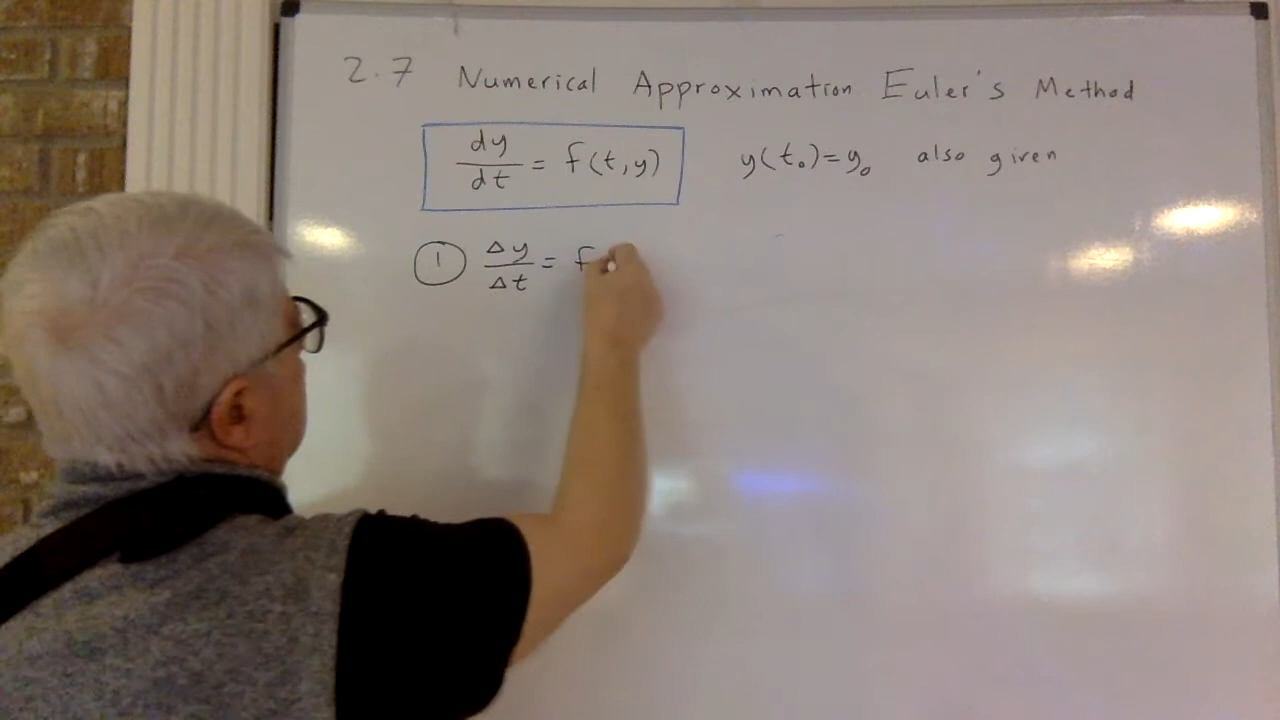 2.7 Numerical Approximation Euler's Method
dy/dt = f(t,y) y(t₀)=y₀ also given
① Δy/Δt = f